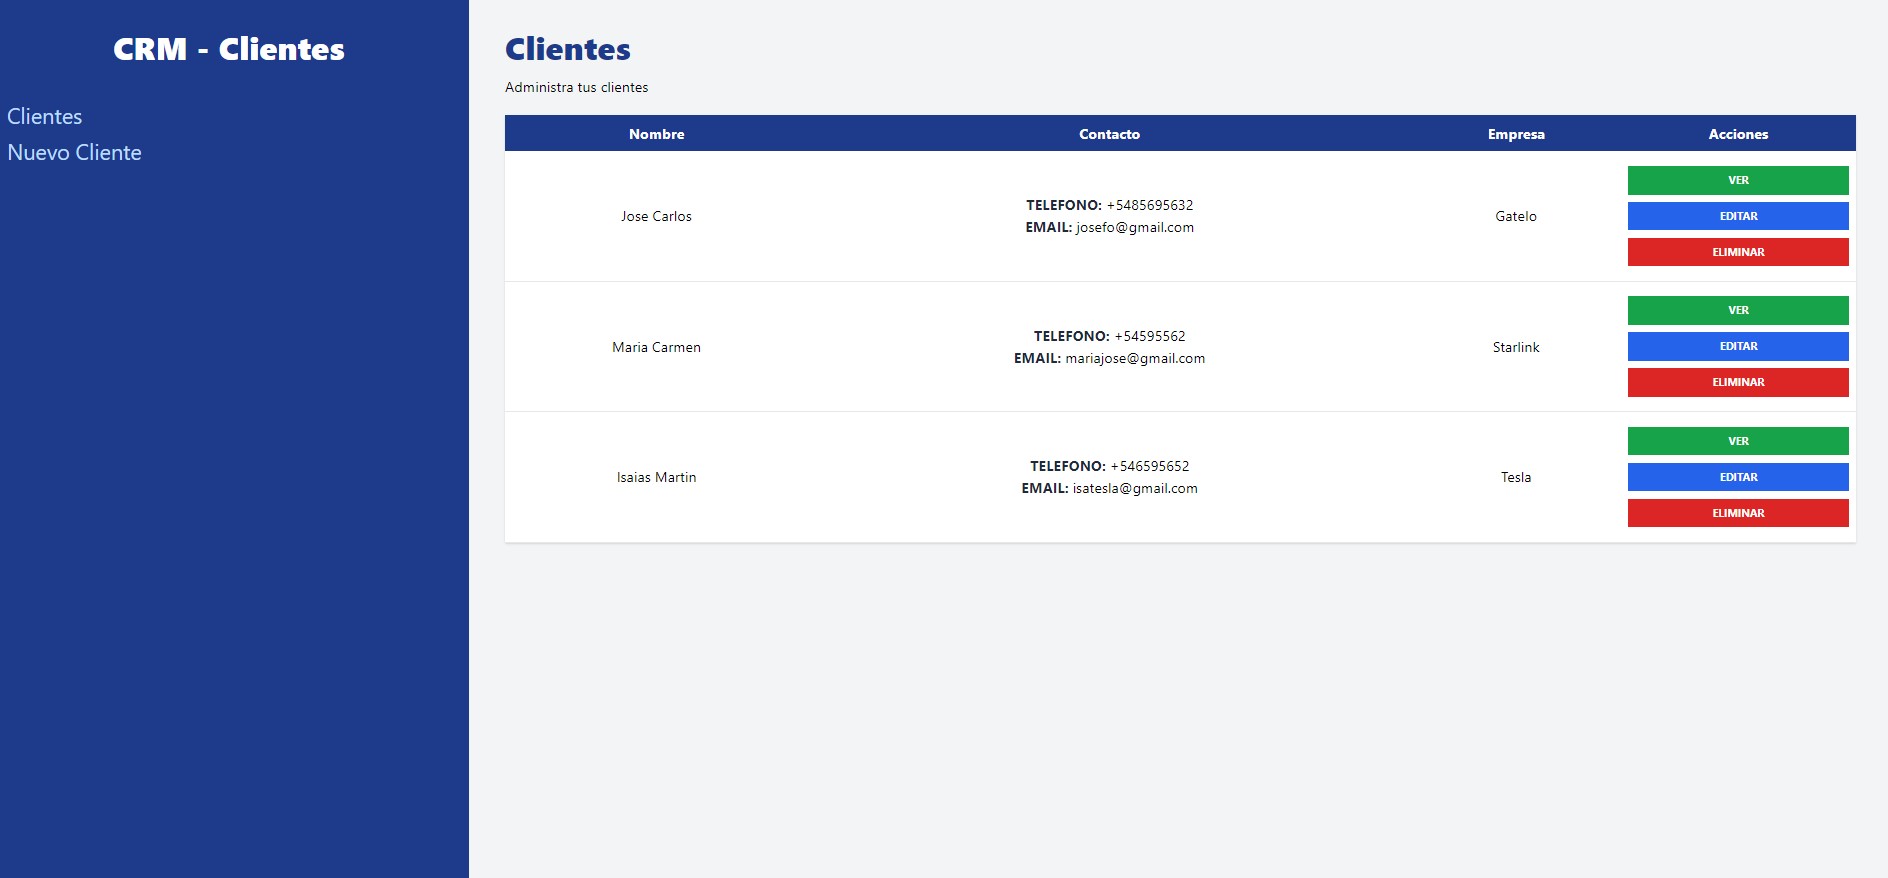 CRM - Clientes
Clientes
Nuevo Cliente
Clientes
Administra tus clientes
Nombre Contacto Empresa Acciones
Jose Carlos
TELEFONO: +5485695632
EMAIL: josefo@gmail.com
Gatelo
VER
EDITAR
ELIMINAR
Maria Carmen
TELEFONO: +54595562
EMAIL: mariajose@gmail.com
Starlink
VER
EDITAR
ELIMINAR
Isaias Martin
TELEFONO: +546595652
EMAIL: isatesla@gmail.com
Tesla
VER
EDITAR
ELIMINAR